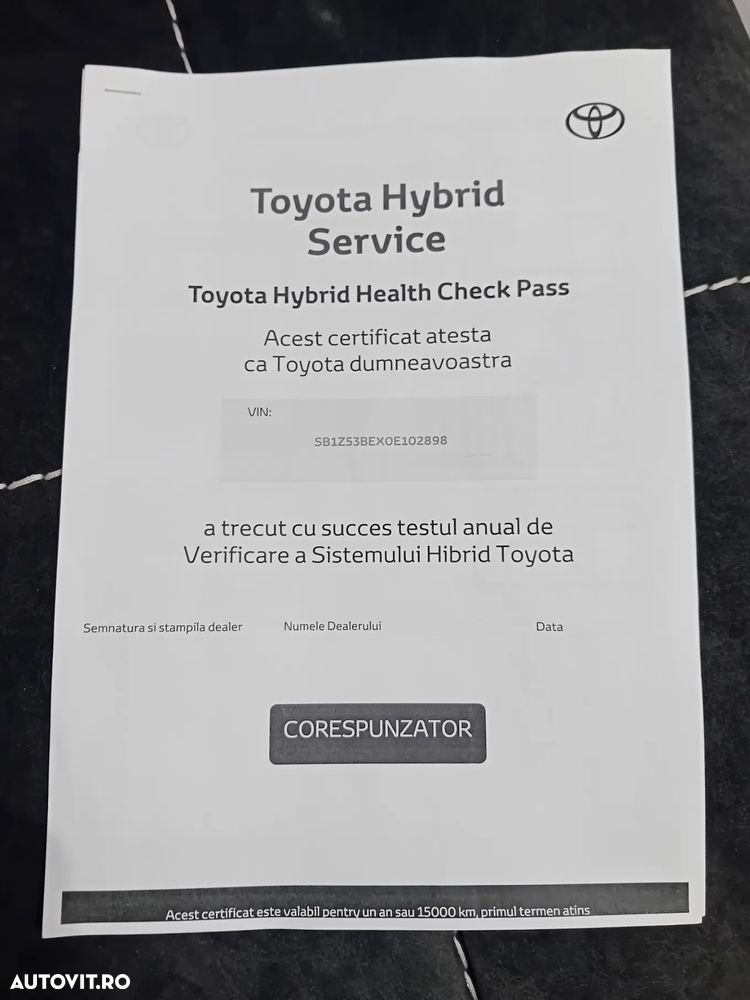 Toyota Hybrid
Service
Toyota Hybrid Health Check Pass
Acest certificat atesta
ca Toyota dumneavoastra
VIN:
SB1Z53BEX0E102898
a trecut cu succes testul anual de
Verificare a Sistemului Hibrid Toyota
Semnatura si stampila dealer Numele Dealerului Data
CORESPUNZATOR
Acest certificat este valabil pentru un an sau 15000 km, primul termen atins
AUTOVIT.RO